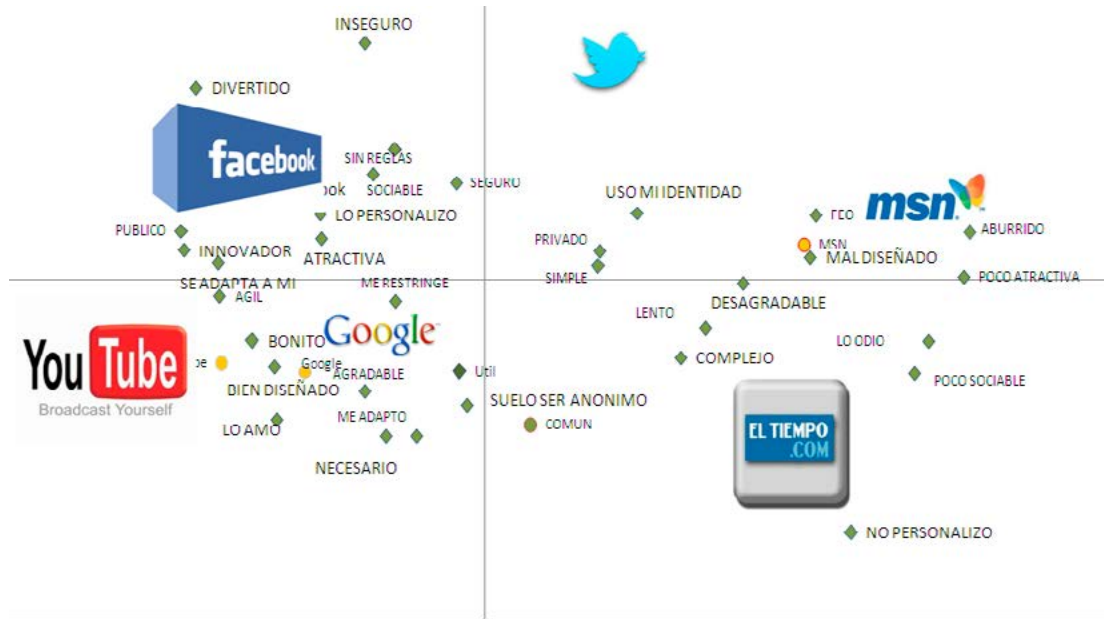 INSEGURO
DIVERTIDO
facebook
SIN REGLAS
SOCIABLE
SEGURO
LO PERSONALIZO
USO MI IDENTIDAD
msn
FEO
PUBLICO
INNOVADOR
ATRACTIVA
PRIVADO
MSN
ABURRIDO
MAL DISEÑADO
SE ADAPTA A MI
ME RESTRINGE
SIMPLE
POCO ATRACTIVA
AGIL
DESAGRADABLE
LENTO
Google
BONITO
LO ODIO
You Tube
Broadcast Yourself
Google
COMPLEJO
AGRADABLE
Util
POCO SOCIABLE
BIEN DISEÑADO
SUELO SER ANONIMO
LO AMO
ME ADAPTO
COMUN
EL TIEMPO
.COM
NECESARIO
NO PERSONALIZO